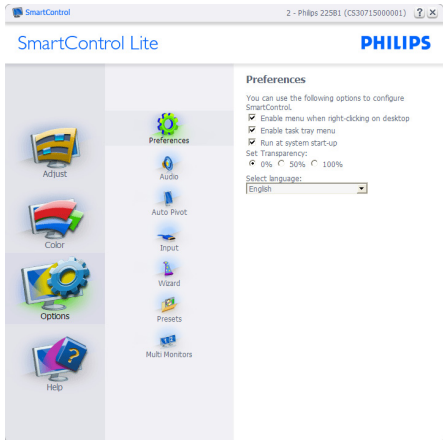 SmartControl
2 - Philips 225B1 (CS30715000001)
SmartControl Lite
PHILIPS
Adjust
Color
Options
Help
Preferences
Audio
Auto Pivot
Input
Wizard
Presets
Multi Monitors
Preferences
You can use the following options to configure
SmartControl.
Enable menu when right-clicking on desktop
Enable task tray menu
Run at system start-up
Set Transparency:
0% 50% 100%
Select language:
English